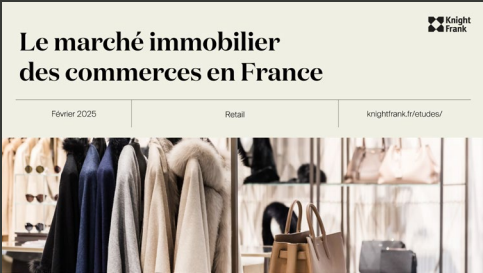 Knight
Frank
Le marché immobilier
des commerces en France
Février 2025
Retail
knightfrank.fr/etudes/